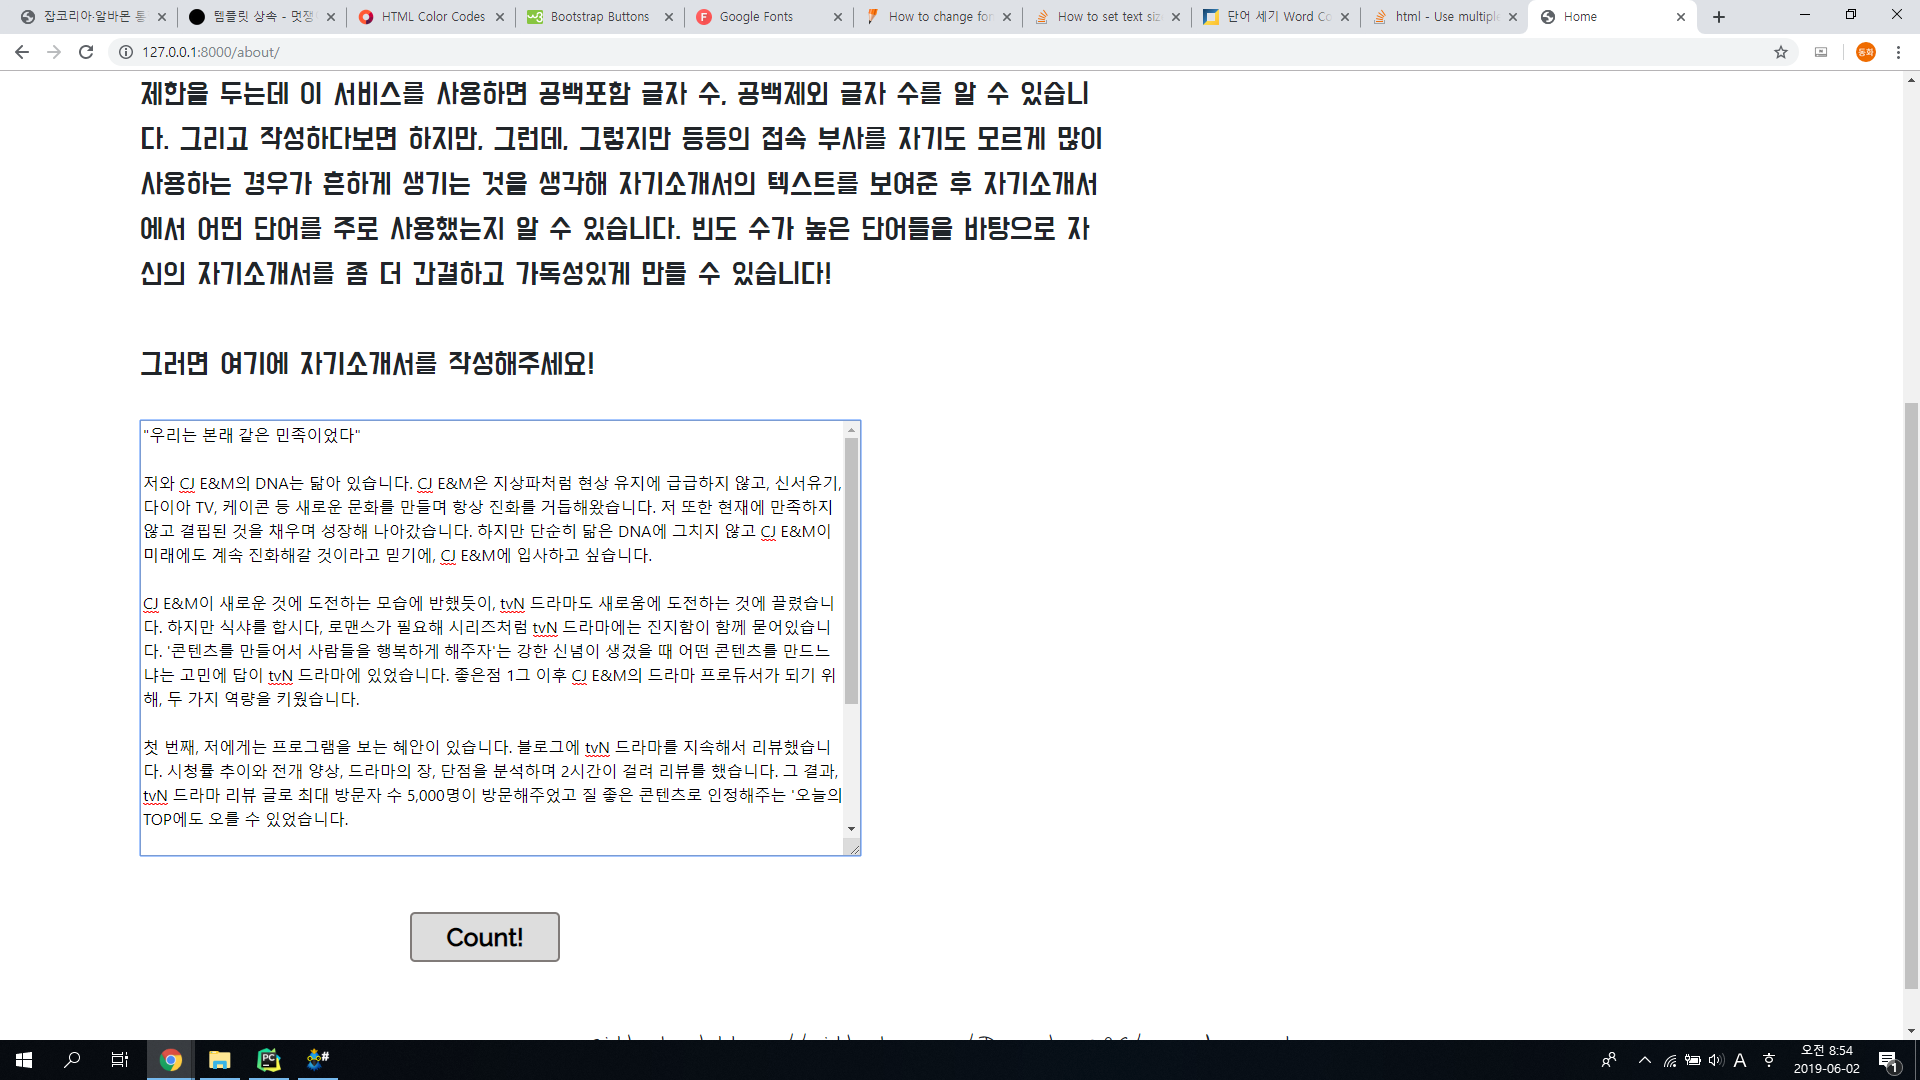 잡코리아·알바몬 통
템플릿 상속 - 멋쟁이
HTML Color Codes
Bootstrap Buttons
Google Fonts
How to change fon
How to set text size
단어 세기 Word Co
html - Use multiple
Home
127.0.0.1:8000/about/
동화
제한을 두는데 이 서비스를 사용하면 공백포함 글자 수, 공백제외 글자 수를 알 수 있습니
다. 그리고 작성하다보면 하지만, 그런데, 그렇지만 등등의 접속 부사를 자기도 모르게 많이
사용하는 경우가 흔하게 생기는 것을 생각해 자기소개서의 텍스트를 보여준 후 자기소개서
에서 어떤 단어를 주로 사용했는지 알 수 있습니다. 빈도 수가 높은 단어들을 바탕으로 자
신의 자기소개서를 좀 더 간결하고 가독성있게 만들 수 있습니다!
그러면 여기에 자기소개서를 작성해주세요!
"우리는 본래 같은 민족이었다"
저와 CJ E&M의 DNA는 닮아 있습니다. CJ E&M은 지상파처럼 현상 유지에 급급하지 않고, 신서유기,
다이아 TV, 케이콘 등 새로운 문화를 만들며 항상 진화를 거듭해왔습니다. 저 또한 현재에 만족하지
않고 결핍된 것을 채우며 성장해 나아갔습니다. 하지만 단순히 닮은 DNA에 그치지 않고 CJ E&M이
미래에도 계속 진화해갈 것이라고 믿기에, CJ E&M에 입사하고 싶습니다.
CJ E&M이 새로운 것에 도전하는 모습에 반했듯이, tvN 드라마도 새로움에 도전하는 것에 끌렸습니
다. 하지만 식샤를 합시다, 로맨스가 필요해 시리즈처럼 tvN 드라마에는 진지함이 함께 묻어있습니
다. '콘텐츠를 만들어서 사람들을 행복하게 해주자'는 강한 신념이 생겼을 때 어떤 콘텐츠를 만드느
냐는 고민에 답이 tvN 드라마에 있었습니다. 좋은점 1그 이후 CJ E&M의 드라마 프로듀서가 되기 위
해, 두 가지 역량을 키웠습니다.
첫 번째, 저에게는 프로그램을 보는 혜안이 있습니다. 블로그에 tvN 드라마를 지속해서 리뷰했습니
다. 시청률 추이와 전개 양상, 드라마의 장, 단점을 분석하며 2시간이 걸려 리뷰를 했습니다. 그 결과,
tvN 드라마 리뷰 글로 최대 방문자 수 5,000명이 방문해주었고 질 좋은 콘텐츠로 인정해주는 '오늘의
TOP에도 오를 수 있었습니다.
Count!
PC
#
A
오전 8:54
2019-06-02
1